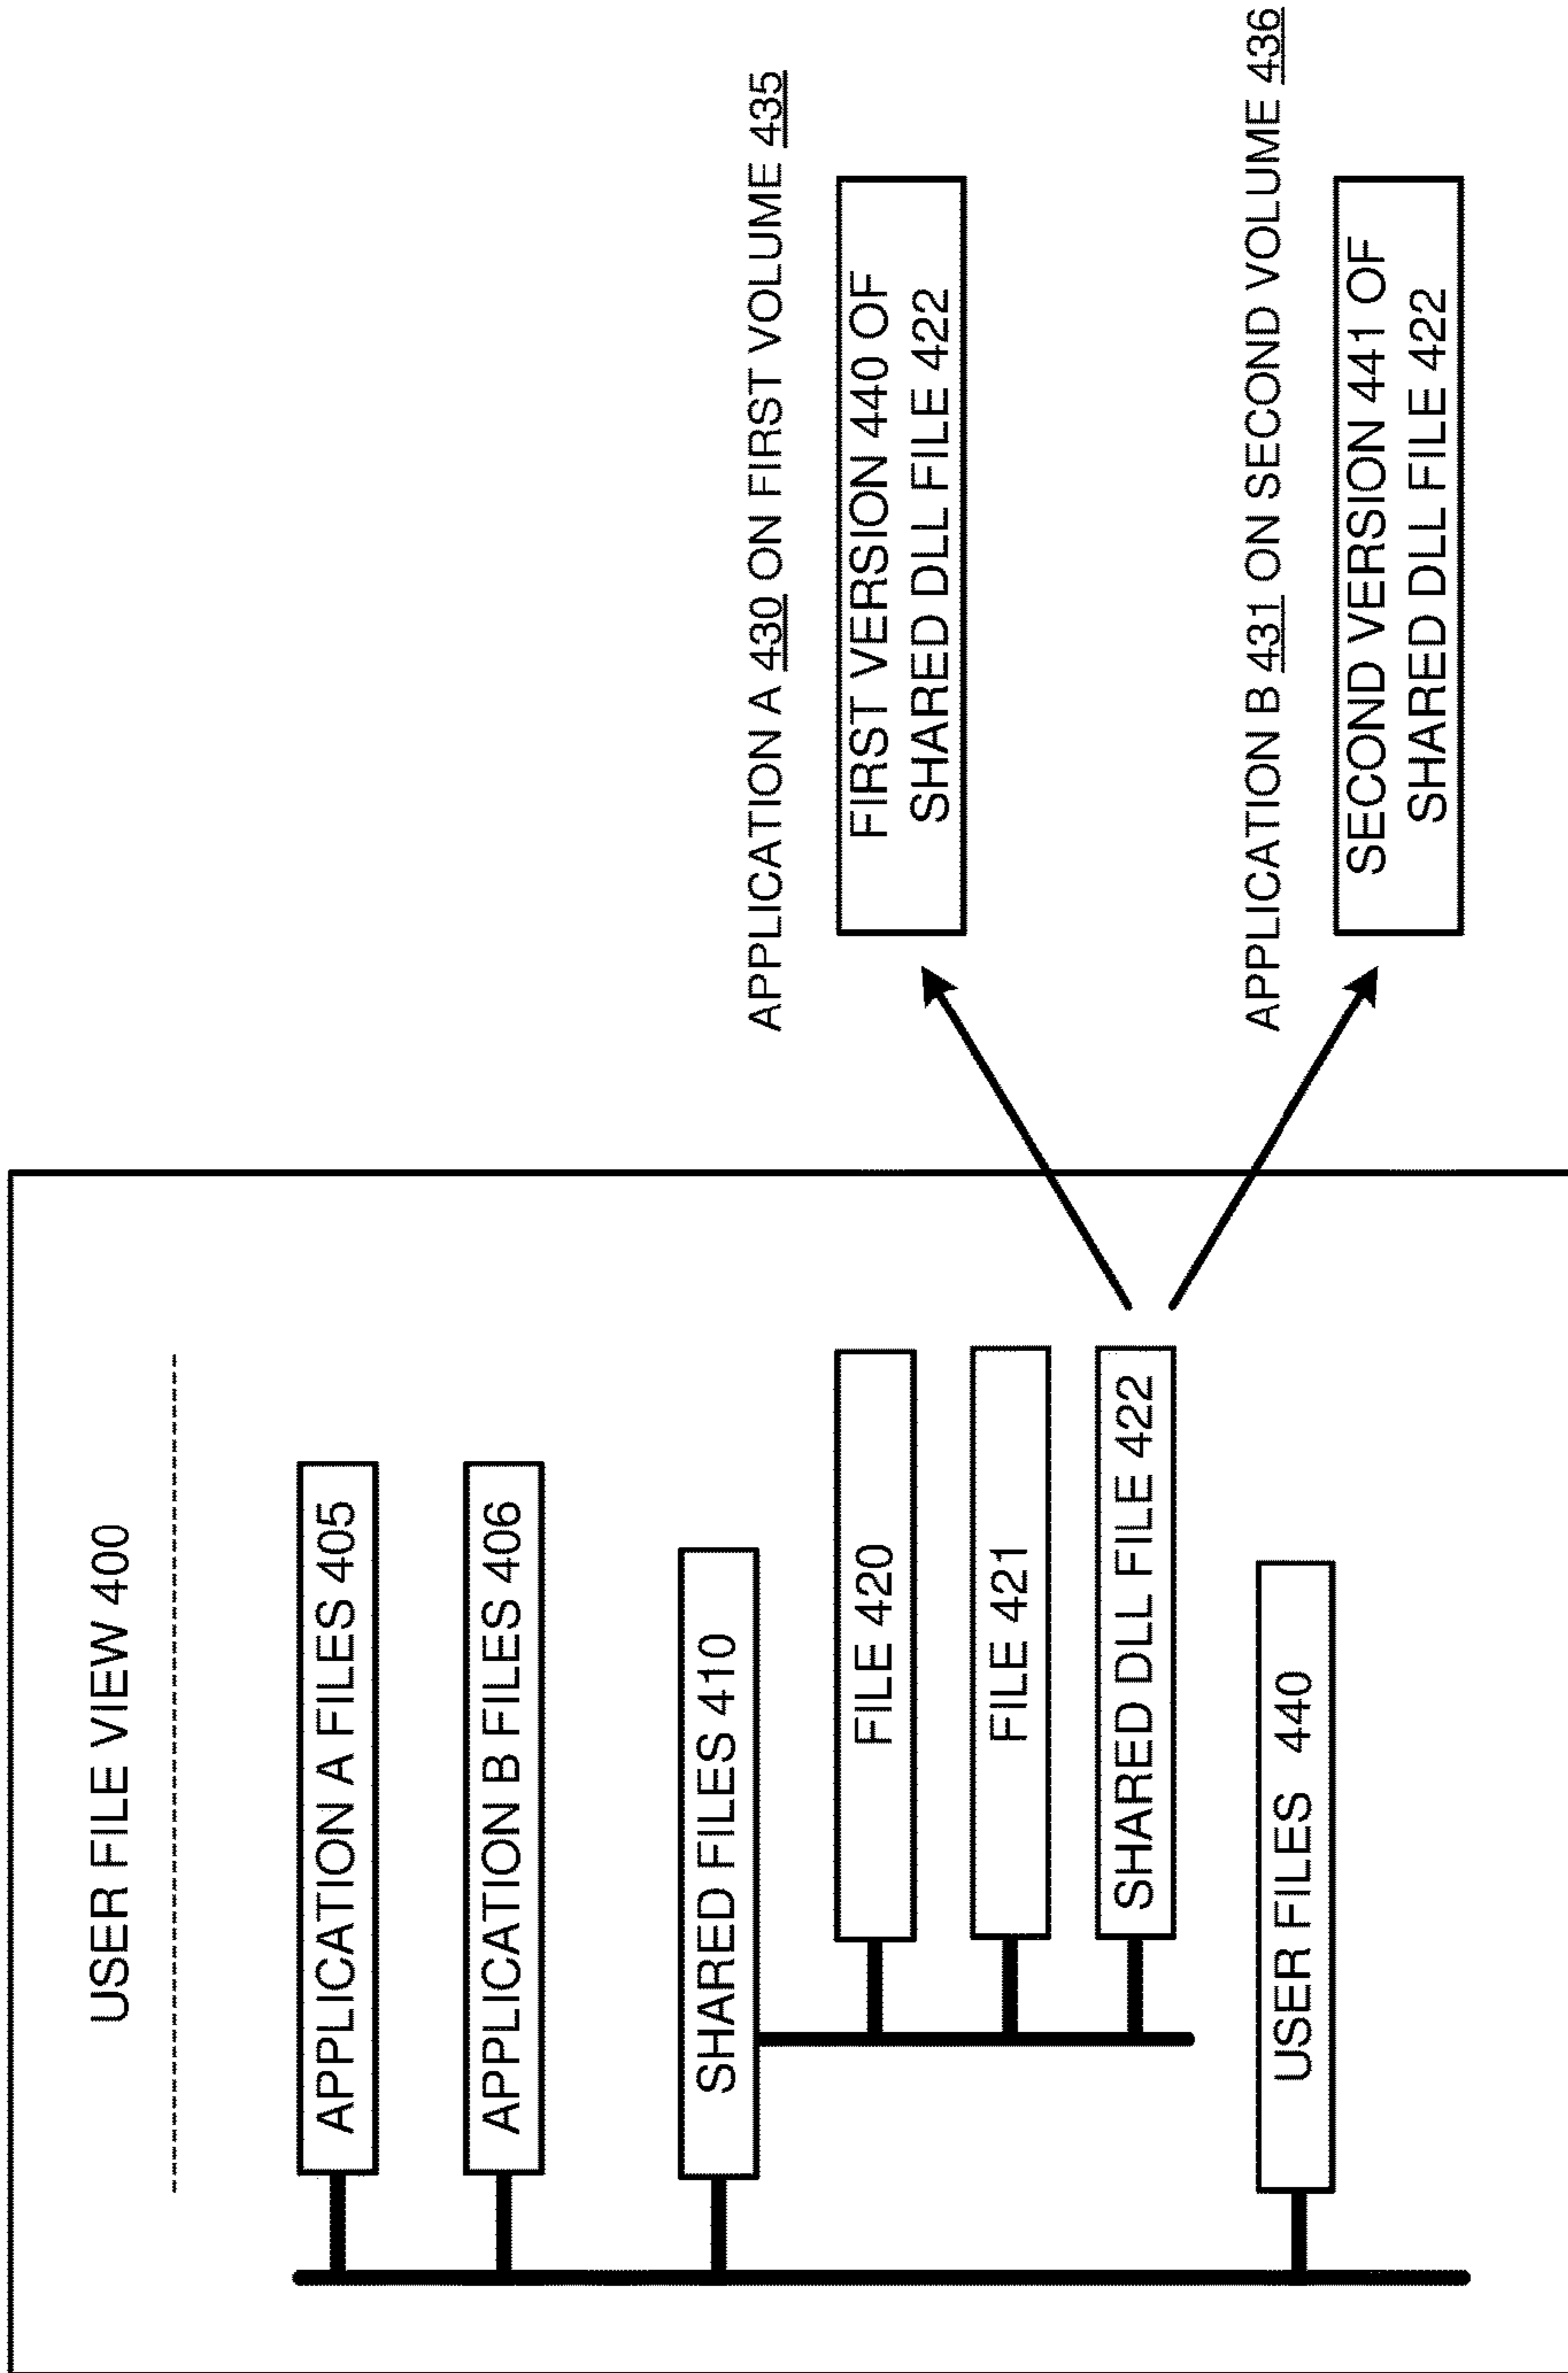 USER FILE VIEW 400
APPLICATION A FILES 405
APPLICATION B FILES 406
SHARED FILES 410
FILE 420
FILE 421
SHARED DLL FILE 422
USER FILES 440
APPLICATION A 430 ON FIRST VOLUME 435
FIRST VERSION 440 OF
SHARED DLL FILE 422
APPLICATION B 431 ON SECOND VOLUME 436
SECOND VERSION 441 OF
SHARED DLL FILE 422